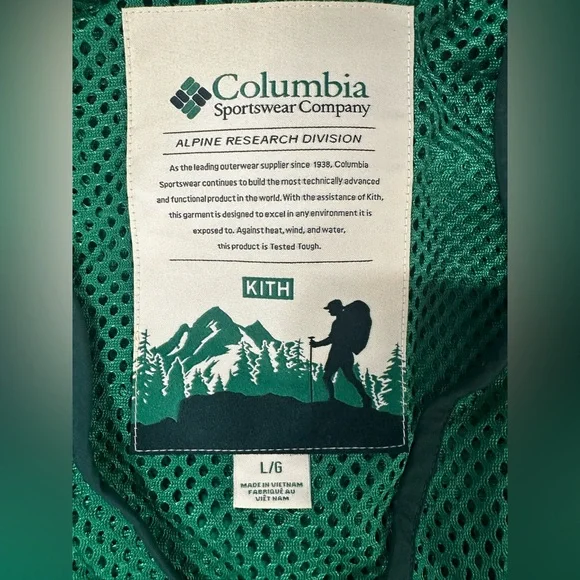 Columbia
Sportswear Company
ALPINE RESEARCH DIVISION
As the leading outerwear supplier since 1938, Columbia
Sportswear continues to build the most technically advanced
and functional product in the world. With the assistance of Kith,
this garment is designed to excel in any environment it is
exposed to. Against heat, wind, and water,
this product is Tested Tough.
KITH
L/G
MADE IN VIETNAM
FABRIQUÉ AU
VIÊT NAM